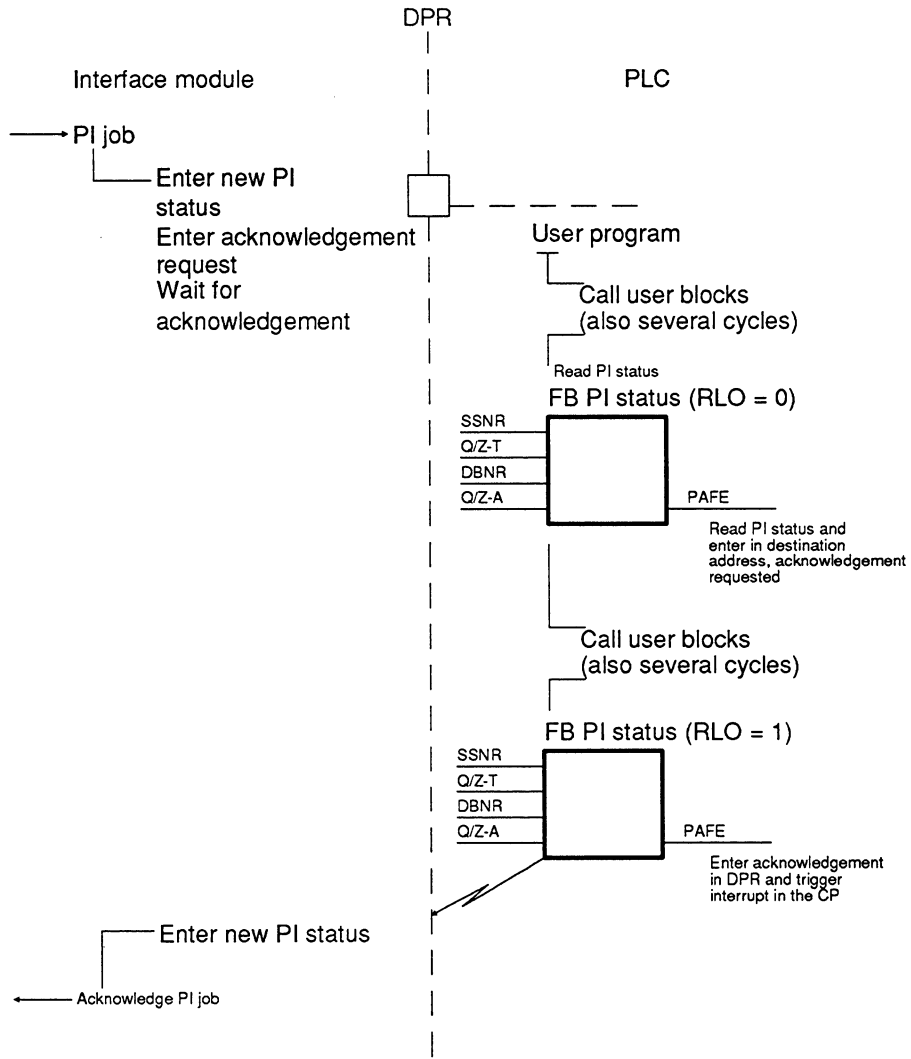 DPR
Interface module
PLC
PI job
Enter new PI
status
Enter acknowledgement
request
Wait for
acknowledgement
User program
Call user blocks
(also several cycles)
Read PI status
FB PI status (RLO = 0)
SSNR
Q/Z-T
DBNR
Q/Z-A
PAFE
Read PI status and
enter in destination
address, acknowledgement
requested
Call user blocks
(also several cycles)
FB PI status (RLO = 1)
SSNR
Q/Z-T
DBNR
Q/Z-A
PAFE
Enter acknowledgement
in DPR and trigger
interrupt in the CP
Enter new PI status
Acknowledge PI job